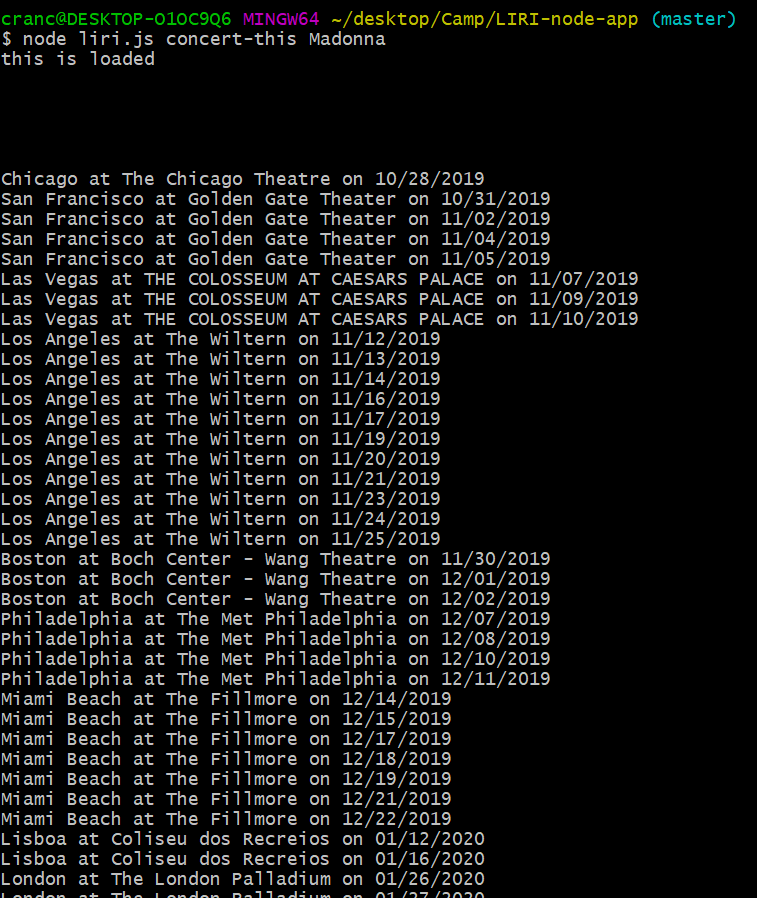 cranc@DESKTOP-O1OC9Q6 MINGW64 ~/desktop/Camp/LIRI-node-app (master)
$ node liri.js concert-this Madonna
this is loaded
Chicago at The Chicago Theatre on 10/28/2019
San Francisco at Golden Gate Theater on 10/31/2019
San Francisco at Golden Gate Theater on 11/02/2019
San Francisco at Golden Gate Theater on 11/04/2019
San Francisco at Golden Gate Theater on 11/05/2019
Las Vegas at THE COLOSSEUM AT CAESARS PALACE on 11/07/2019
Las Vegas at THE COLOSSEUM AT CAESARS PALACE on 11/09/2019
Las Vegas at THE COLOSSEUM AT CAESARS PALACE on 11/10/2019
Los Angeles at The Wiltern on 11/12/2019
Los Angeles at The Wiltern on 11/13/2019
Los Angeles at The Wiltern on 11/14/2019
Los Angeles at The Wiltern on 11/16/2019
Los Angeles at The Wiltern on 11/17/2019
Los Angeles at The Wiltern on 11/19/2019
Los Angeles at The Wiltern on 11/20/2019
Los Angeles at The Wiltern on 11/21/2019
Los Angeles at The Wiltern on 11/23/2019
Los Angeles at The Wiltern on 11/24/2019
Los Angeles at The Wiltern on 11/25/2019
Boston at Boch Center - Wang Theatre on 11/30/2019
Boston at Boch Center - Wang Theatre on 12/01/2019
Boston at Boch Center - Wang Theatre on 12/02/2019
Philadelphia at The Met Philadelphia on 12/07/2019
Philadelphia at The Met Philadelphia on 12/08/2019
Philadelphia at The Met Philadelphia on 12/10/2019
Philadelphia at The Met Philadelphia on 12/11/2019
Miami Beach at The Fillmore on 12/14/2019
Miami Beach at The Fillmore on 12/15/2019
Miami Beach at The Fillmore on 12/17/2019
Miami Beach at The Fillmore on 12/18/2019
Miami Beach at The Fillmore on 12/19/2019
Miami Beach at The Fillmore on 12/21/2019
Miami Beach at The Fillmore on 12/22/2019
Lisboa at Coliseu dos Recreios on 01/12/2020
Lisboa at Coliseu dos Recreios on 01/16/2020
London at The London Palladium on 01/26/2020
London at The London Palladium on 01/27/2020